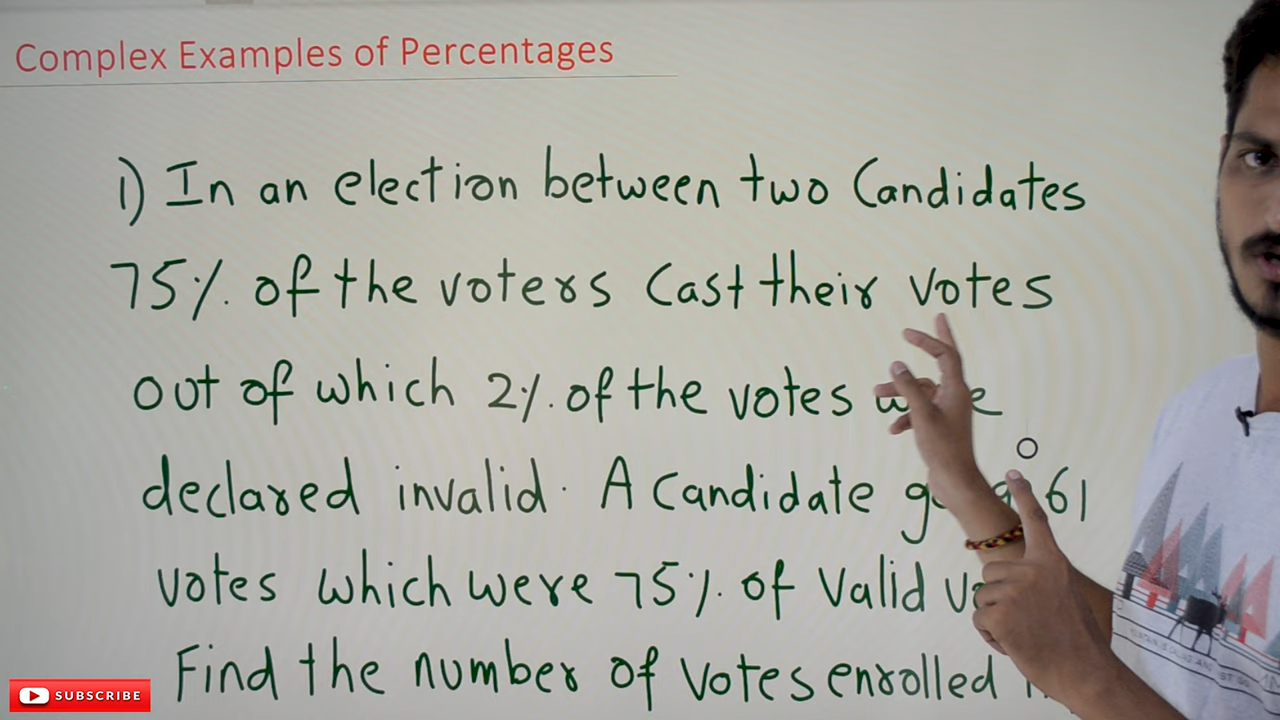 Complex Examples of Percentages
1) In an election between two Candidates
75% of the voters Cast their votes
out of which 2% of the votes
declared invalid. A Candidate 61
votes which were 75% of Valid
Find the number of votes enrolled
SUBSCRIBE